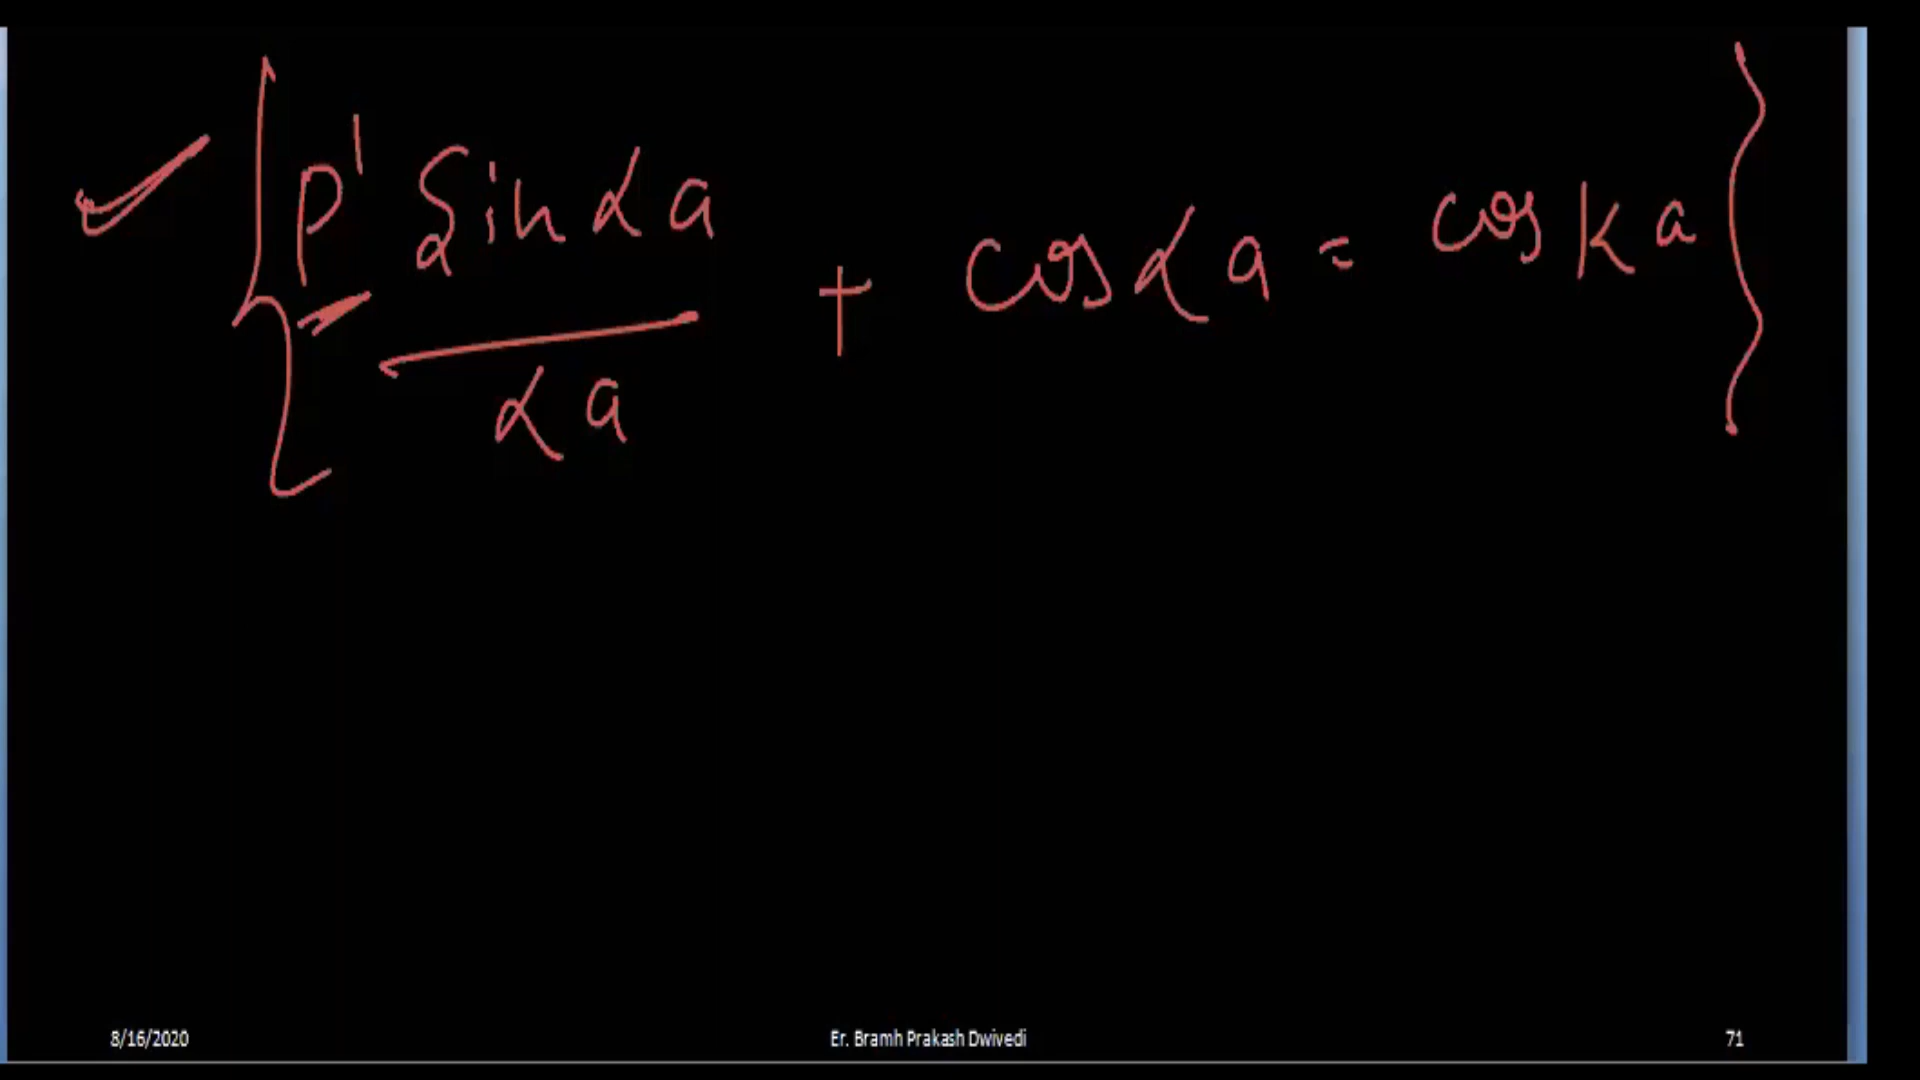 P' Sin αa / αa + cos αa = cos ka
8/16/2020
Er. Bramh Prakash Dwivedi
71